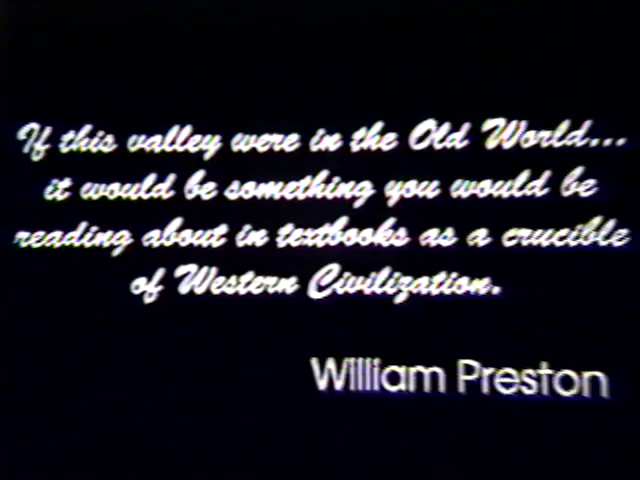 If this valley were in the Old World...
it would be something you would be
reading about in textbooks as a crucible
of Western Civilization.
William Preston